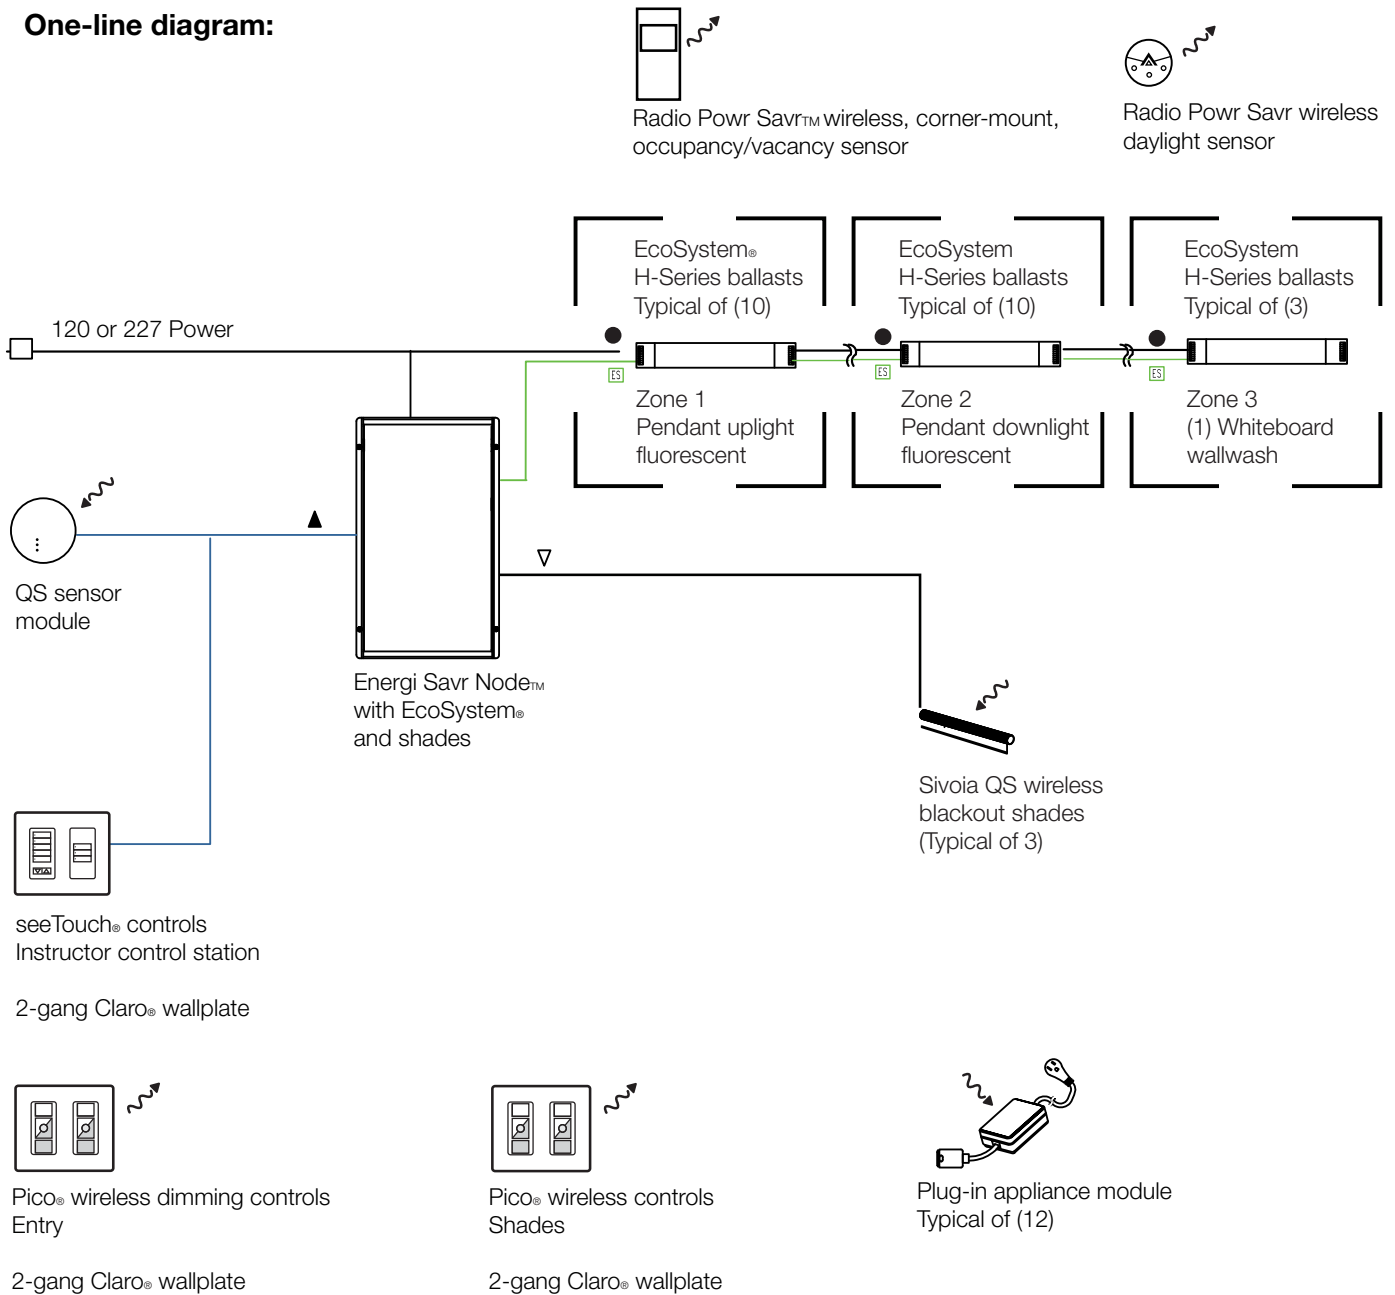 One-line diagram:
Radio Powr Savr™ wireless, corner-mount,
occupancy/vacancy sensor
Radio Powr Savr wireless
daylight sensor
EcoSystem®
H-Series ballasts
Typical of (10)
EcoSystem
H-Series ballasts
Typical of (10)
EcoSystem
H-Series ballasts
Typical of (3)
120 or 227 Power
ES
ES
ES
Zone 1
Pendant uplight
fluorescent
Zone 2
Pendant downlight
fluorescent
Zone 3
(1) Whiteboard
wallwash
QS sensor
module
Energi Savr Node™
with EcoSystem®
and shades
Sivoia QS wireless
blackout shades
(Typical of 3)
seeTouch® controls
Instructor control station
2-gang Claro® wallplate
Pico® wireless dimming controls
Entry
2-gang Claro® wallplate
Pico® wireless controls
Shades
2-gang Claro® wallplate
Plug-in appliance module
Typical of (12)